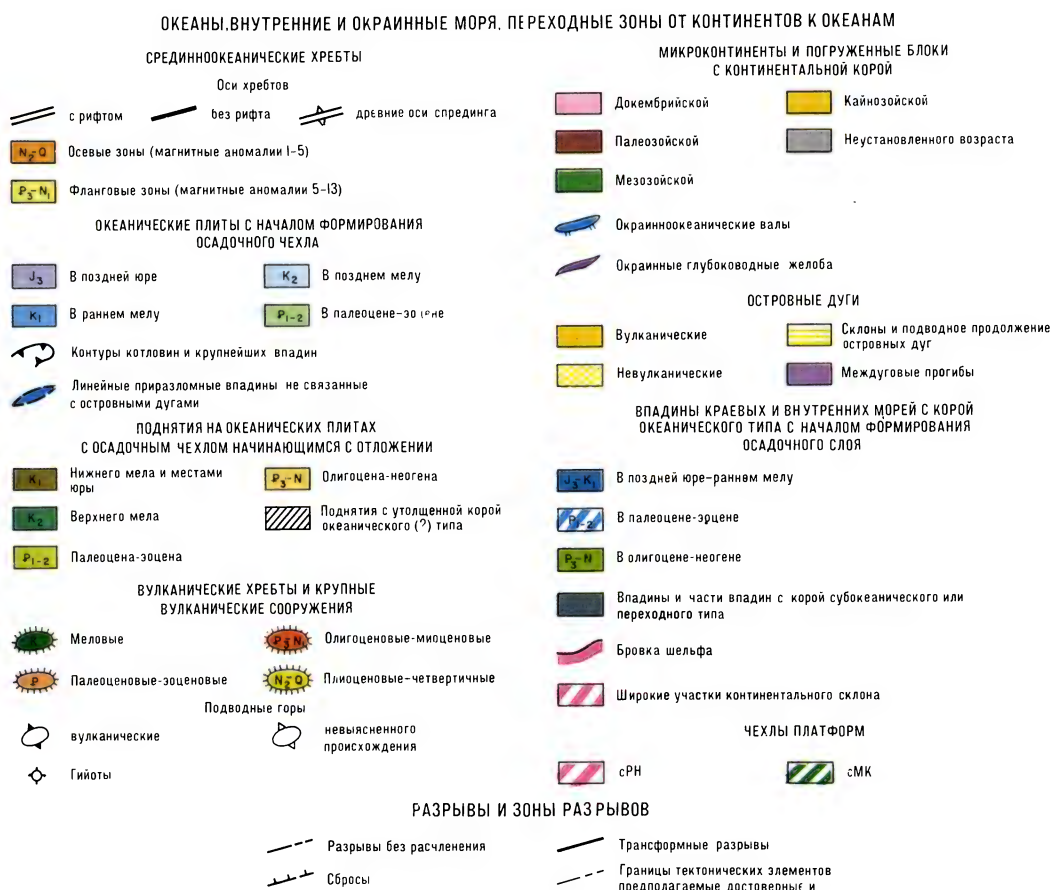 ОКЕАНЫ, ВНУТРЕННИЕ И ОКРАИННЫЕ МОРЯ, ПЕРЕХОДНЫЕ ЗОНЫ ОТ КОНТИНЕНТОВ К ОКЕАНАМ
СРЕДИННООКЕАНИЧЕСКИЕ ХРЕБТЫ
Оси хребтов
с рифтом
без рифта
древние оси спрединга
N₂-Q Осевые зоны (магнитные аномалии 1-5)
P₃-N₁ Фланговые зоны (магнитные аномалии 5-13)
ОКЕАНИЧЕСКИЕ ПЛИТЫ С НАЧАЛОМ ФОРМИРОВАНИЯ
ОСАДОЧНОГО ЧЕХЛА
J₃ В поздней юре
K₂ В позднем мелу
K₁ В раннем мелу
P₁₋₂ В палеоцене-эоцене
Контуры котловин и крупнейших впадин
Линейные приразломные впадины не связанные
с островными дугами
ПОДНЯТИЯ НА ОКЕАНИЧЕСКИХ ПЛИТАХ
С ОСАДОЧНЫМ ЧЕХЛОМ НАЧИНАЮЩИМСЯ С ОТЛОЖЕНИИ
K₁ Нижнего мела и местами
юры
P₃-N Олигоцена-неогена
K₂ Верхнего мела
Поднятия с утолщенной корой
океанического (?) типа
P₁₋₂ Палеоцена-эоцена
ВУЛКАНИЧЕСКИЕ ХРЕБТЫ И КРУПНЫЕ
ВУЛКАНИЧЕСКИЕ СООРУЖЕНИЯ
K Меловые
P₃-N₁ Олигоценовые-миоценовые
P Палеоценовые-эоценовые
N₂-Q Плиоценовые-четвертичные
Подводные горы
вулканические
невыясненного
происхождения
Гийоты
МИКРОКОНТИНЕНТЫ И ПОГРУЖЕННЫЕ БЛОКИ
С КОНТИНЕНТАЛЬНОЙ КОРОЙ
Докембрийской
Кайнозойской
Палеозойской
Неустановленного возраста
Мезозойской
Окраинноокеанические валы
Окраинные глубоководные желоба
ОСТРОВНЫЕ ДУГИ
Вулканические
Склоны и подводное продолжение
островных дуг
Невулканические
Междуговые прогибы
ВПАДИНЫ КРАЕВЫХ И ВНУТРЕННИХ МОРЕЙ С КОРОЙ
ОКЕАНИЧЕСКОГО ТИПА С НАЧАЛОМ ФОРМИРОВАНИЯ
ОСАДОЧНОГО СЛОЯ
J₃-K₁ В поздней юре-раннем мелу
P₁₋₂ В палеоцене-эоцене
P₃-N В олигоцене-неогене
Впадины и части впадин с корой субокеанического или
переходного типа
Бровка шельфа
Широкие участки континентального склона
ЧЕХЛЫ ПЛАТФОРМ
сРН
сМК
РАЗРЫВЫ И ЗОНЫ РАЗРЫВОВ
Разрывы без расчленения
Трансформные разрывы
Сбросы
Границы тектонических элементов
предполагаемые достоверные и